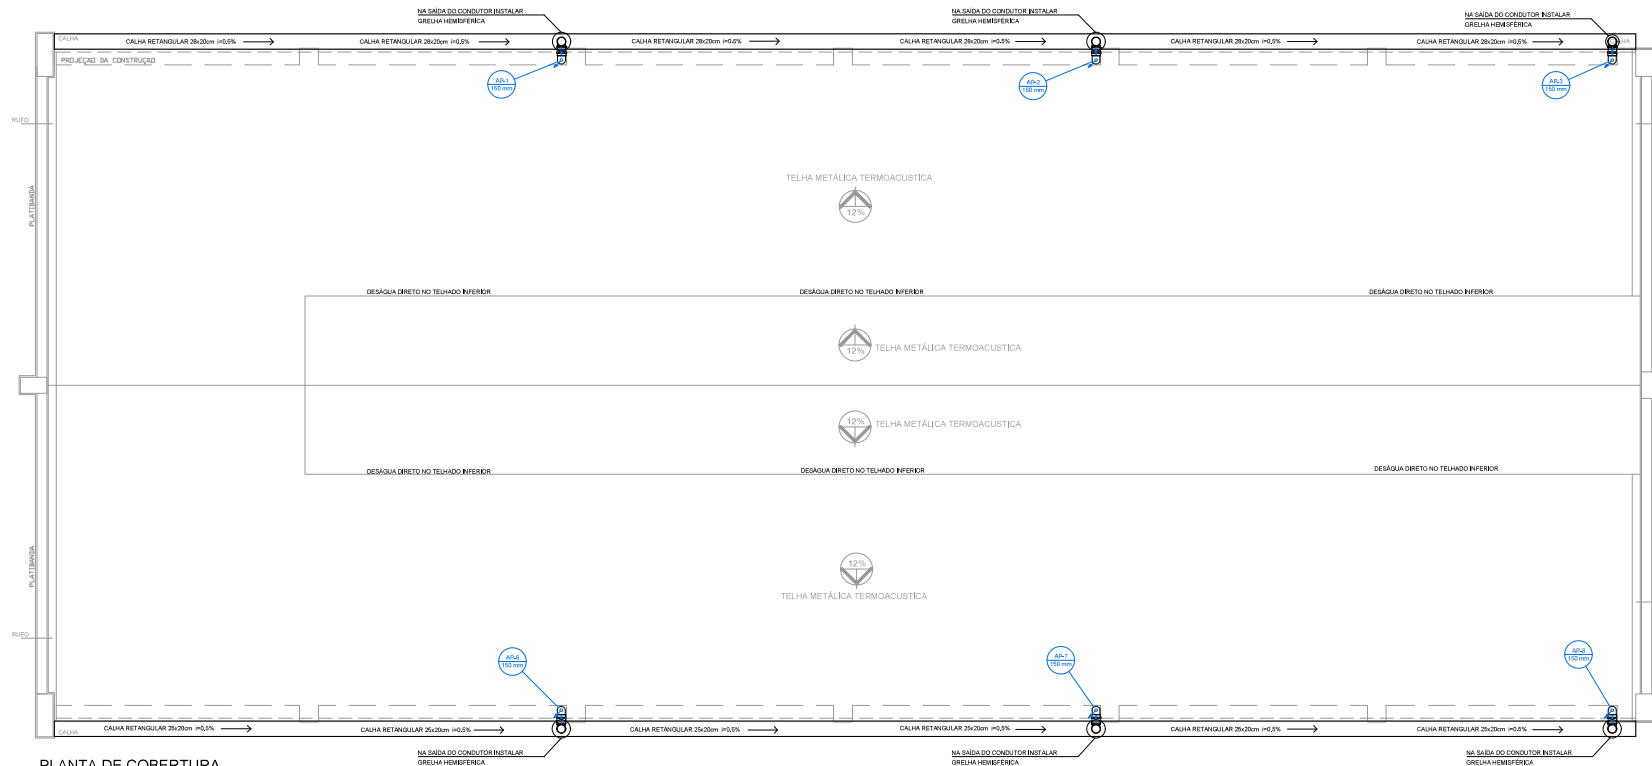 NA SAÍDA DO CONDUTOR INSTALAR
GRELHA HEMISFÉRICA
NA SAÍDA DO CONDUTOR INSTALAR
GRELHA HEMISFÉRICA
NA SAÍDA DO CONDUTOR INSTALAR
GRELHA HEMISFÉRICA
CALHA
CALHA RETANGULAR 28x20cm i=0.5%
CALHA RETANGULAR 28x20cm i=0.5%
CALHA RETANGULAR 28x20cm i=0.5%
CALHA RETANGULAR 28x20cm i=0.5%
CALHA RETANGULAR 28x20cm i=0,5%
CALHA RETANGULAR 28x20cm i=0.5%
PROJEÇÃO DA CONSTRUÇÃO
AP-1
150 mm
AP-2
150 mm
AP-3
150 mm
RUFO
PLATIBANDA
TELHA METÁLICA TERMOACUSTICA
12%
DESÁGUA DIRETO NO TELHADO INFERIOR
DESÁGUA DIRETO NO TELHADO INFERIOR
DESÁGUA DIRETO NO TELHADO INFERIOR
12%
TELHA METÁLICA TERMOACUSTICA
12%
TELHA METÁLICA TERMOACUSTICA
DESÁGUA DIRETO NO TELHADO INFERIOR
DESÁGUA DIRETO NO TELHADO INFERIOR
DESÁGUA DIRETO NO TELHADO INFERIOR
PLATIBANDA
12%
TELHA METÁLICA TERMOACUSTICA
RUFO
AP-6
150 mm
AP-7
150 mm
AP-8
150 mm
CALHA
CALHA RETANGULAR 25x20cm i=0,5%
CALHA RETANGULAR 25x20cm i=0.5%
CALHA RETANGULAR 25x20cm i=0,5%
CALHA RETANGULAR 25x20cm i=0.5%
CALHA RETANGULAR 25x20cm i=0,5%
CALHA RETANGULAR 25x20cm i=0.5%
NA SAÍDA DO CONDUTOR INSTALAR
GRELHA HEMISFÉRICA
NA SAÍDA DO CONDUTOR INSTALAR
GRELHA HEMISFÉRICA
NA SAÍDA DO CONDUTOR INSTALAR
GRELHA HEMISFÉRICA
PLANTA DE COBERTURA